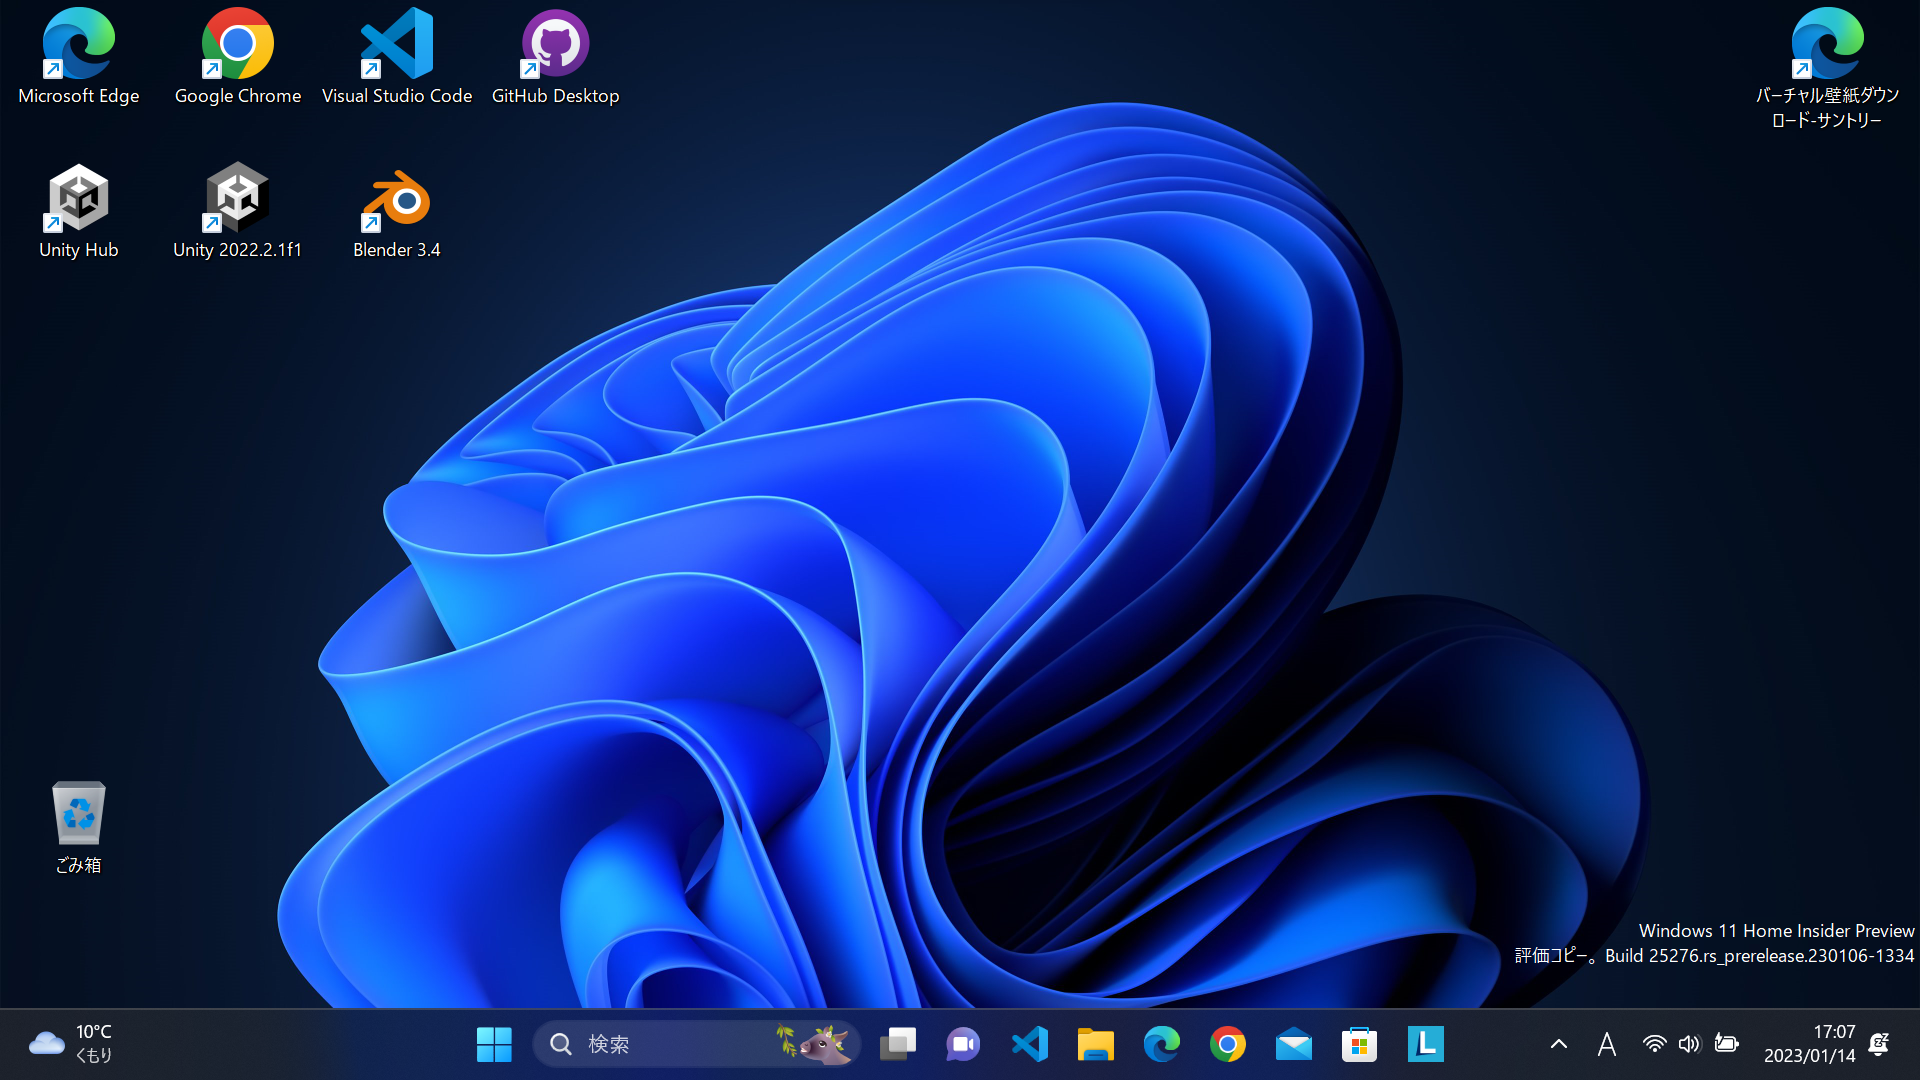 Microsoft Edge
Google Chrome
Visual Studio Code
GitHub Desktop
バーチャル壁紙ダウン
ロード-サントリー
Unity Hub
Unity 2022.2.1f1
Blender 3.4
ごみ箱
Windows 11 Home Insider Preview
評価コピー。Build 25276.rs_prerelease.230106-1334
10°C
くもり
検索
L
A
17:07
2023/01/14